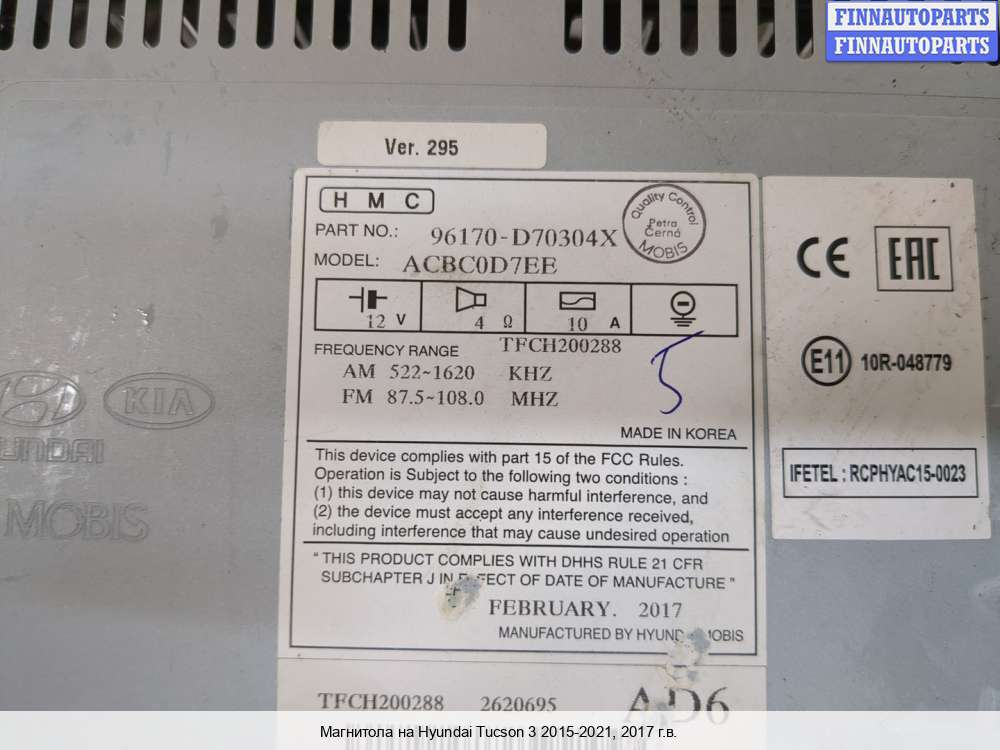 FINNAUTOPARTS
FINNAUTOPARTS
Ver. 295
HMC
PART NO.: 96170-D70304X
MODEL: ACBC0D7EE
Quality Control
Petra
Černá
MOBIS
12 V
4 Ω
10 A
FREQUENCY RANGE TFCH200288
AM 522~1620 KHZ
FM 87.5~108.0 MHZ
5
MADE IN KOREA
This device complies with part 15 of the FCC Rules.
Operation is Subject to the following two conditions :
(1) this device may not cause harmful interference, and
(2) the device must accept any interference received,
including interference that may cause undesired operation
" THIS PRODUCT COMPLIES WITH DHHS RULE 21 CFR
SUBCHAPTER J IN EFFECT OF DATE OF MANUFACTURE "
FEBRUARY. 2017
MANUFACTURED BY HYUNDAI MOBIS
TFCH200288 2620695 AD6
CE EAC
E11 10R-048779
IFETEL : RCPHYAC15-0023
KIA
HYUNDAI
MOBIS
Магнитола на Hyundai Tucson 3 2015-2021, 2017 г.в.